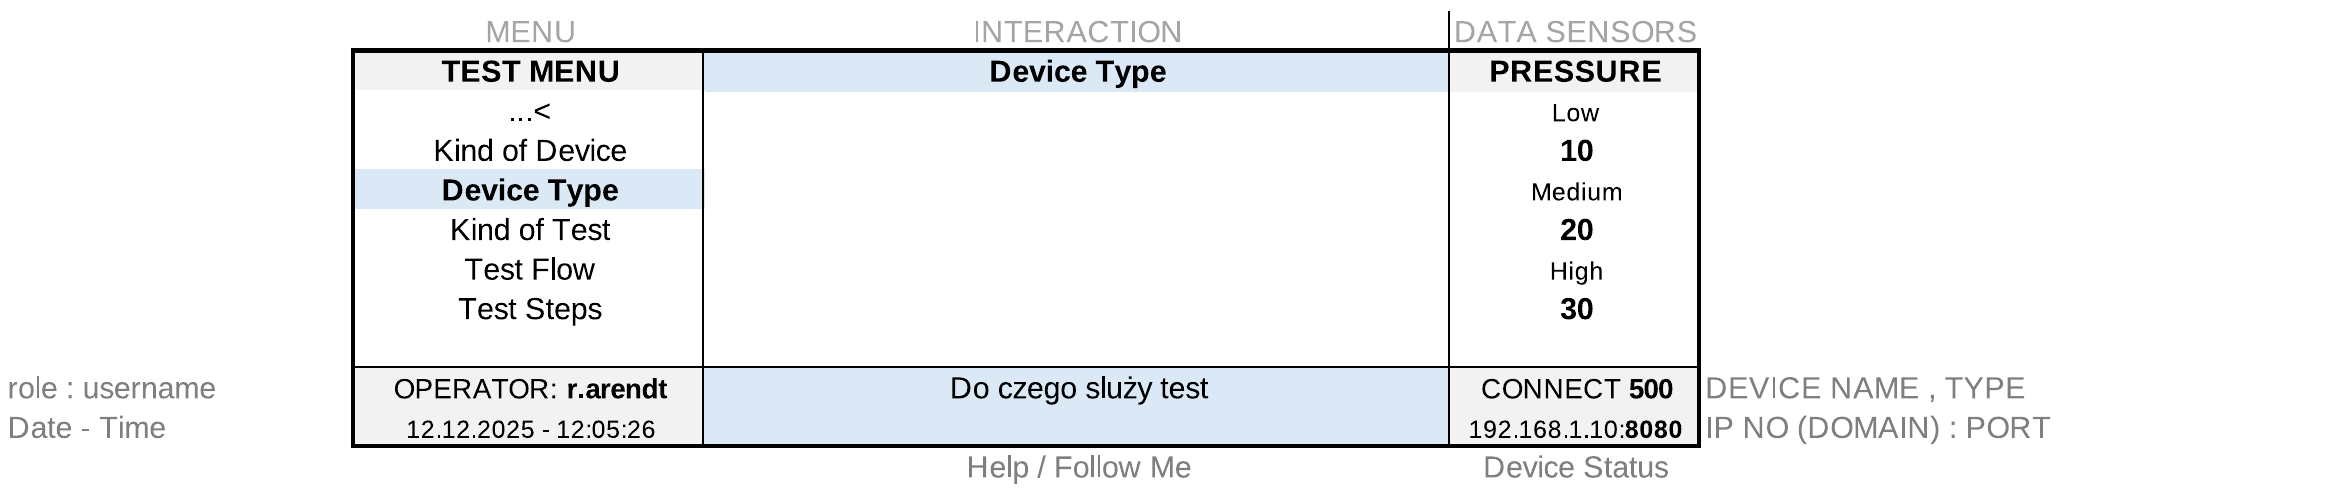 MENU INTERACTION DATA SENSORS
TEST MENU Device Type PRESSURE
...< Low
Kind of Device 10
Device Type Medium
Kind of Test 20
Test Flow High
Test Steps 30
role : username OPERATOR: r.arendt Do czego służy test CONNECT 500 DEVICE NAME , TYPE
Date - Time 12.12.2025 - 12:05:26 192.168.1.10:8080 IP NO (DOMAIN) : PORT
Help / Follow Me Device Status